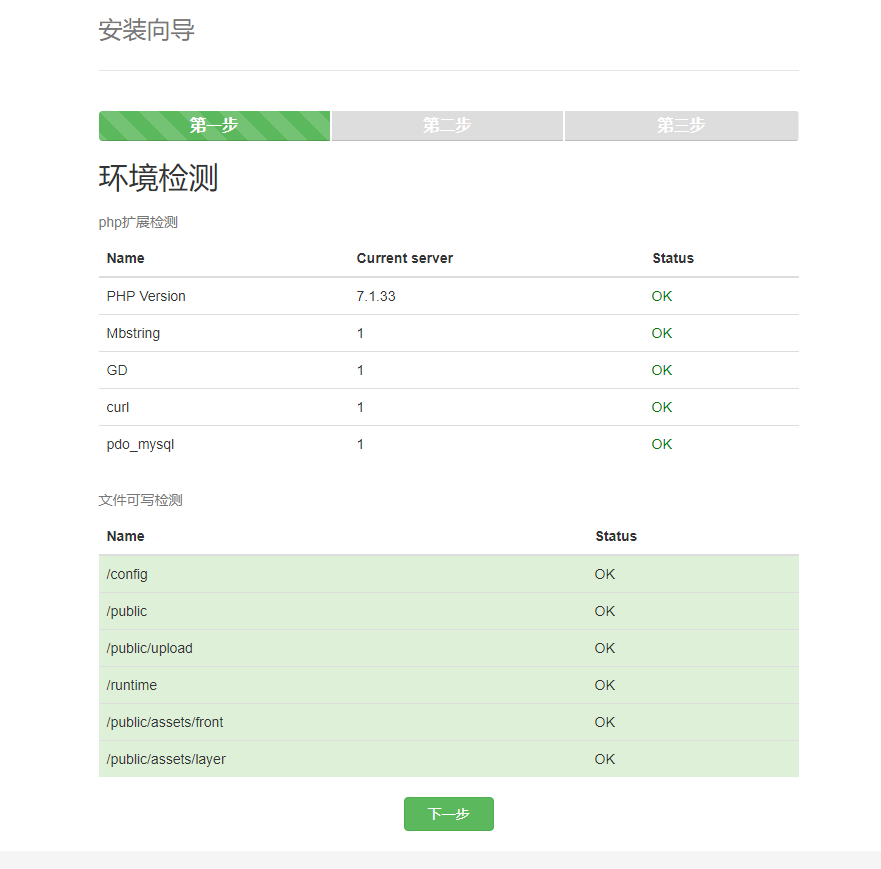 安装向导
第一步 第二步 第三步
环境检测
php扩展检测
Name Current server Status
PHP Version 7.1.33 OK
Mbstring 1 OK
GD 1 OK
curl 1 OK
pdo_mysql 1 OK
文件可写检测
Name Status
/config OK
/public OK
/public/upload OK
/runtime OK
/public/assets/front OK
/public/assets/layer OK
下一步